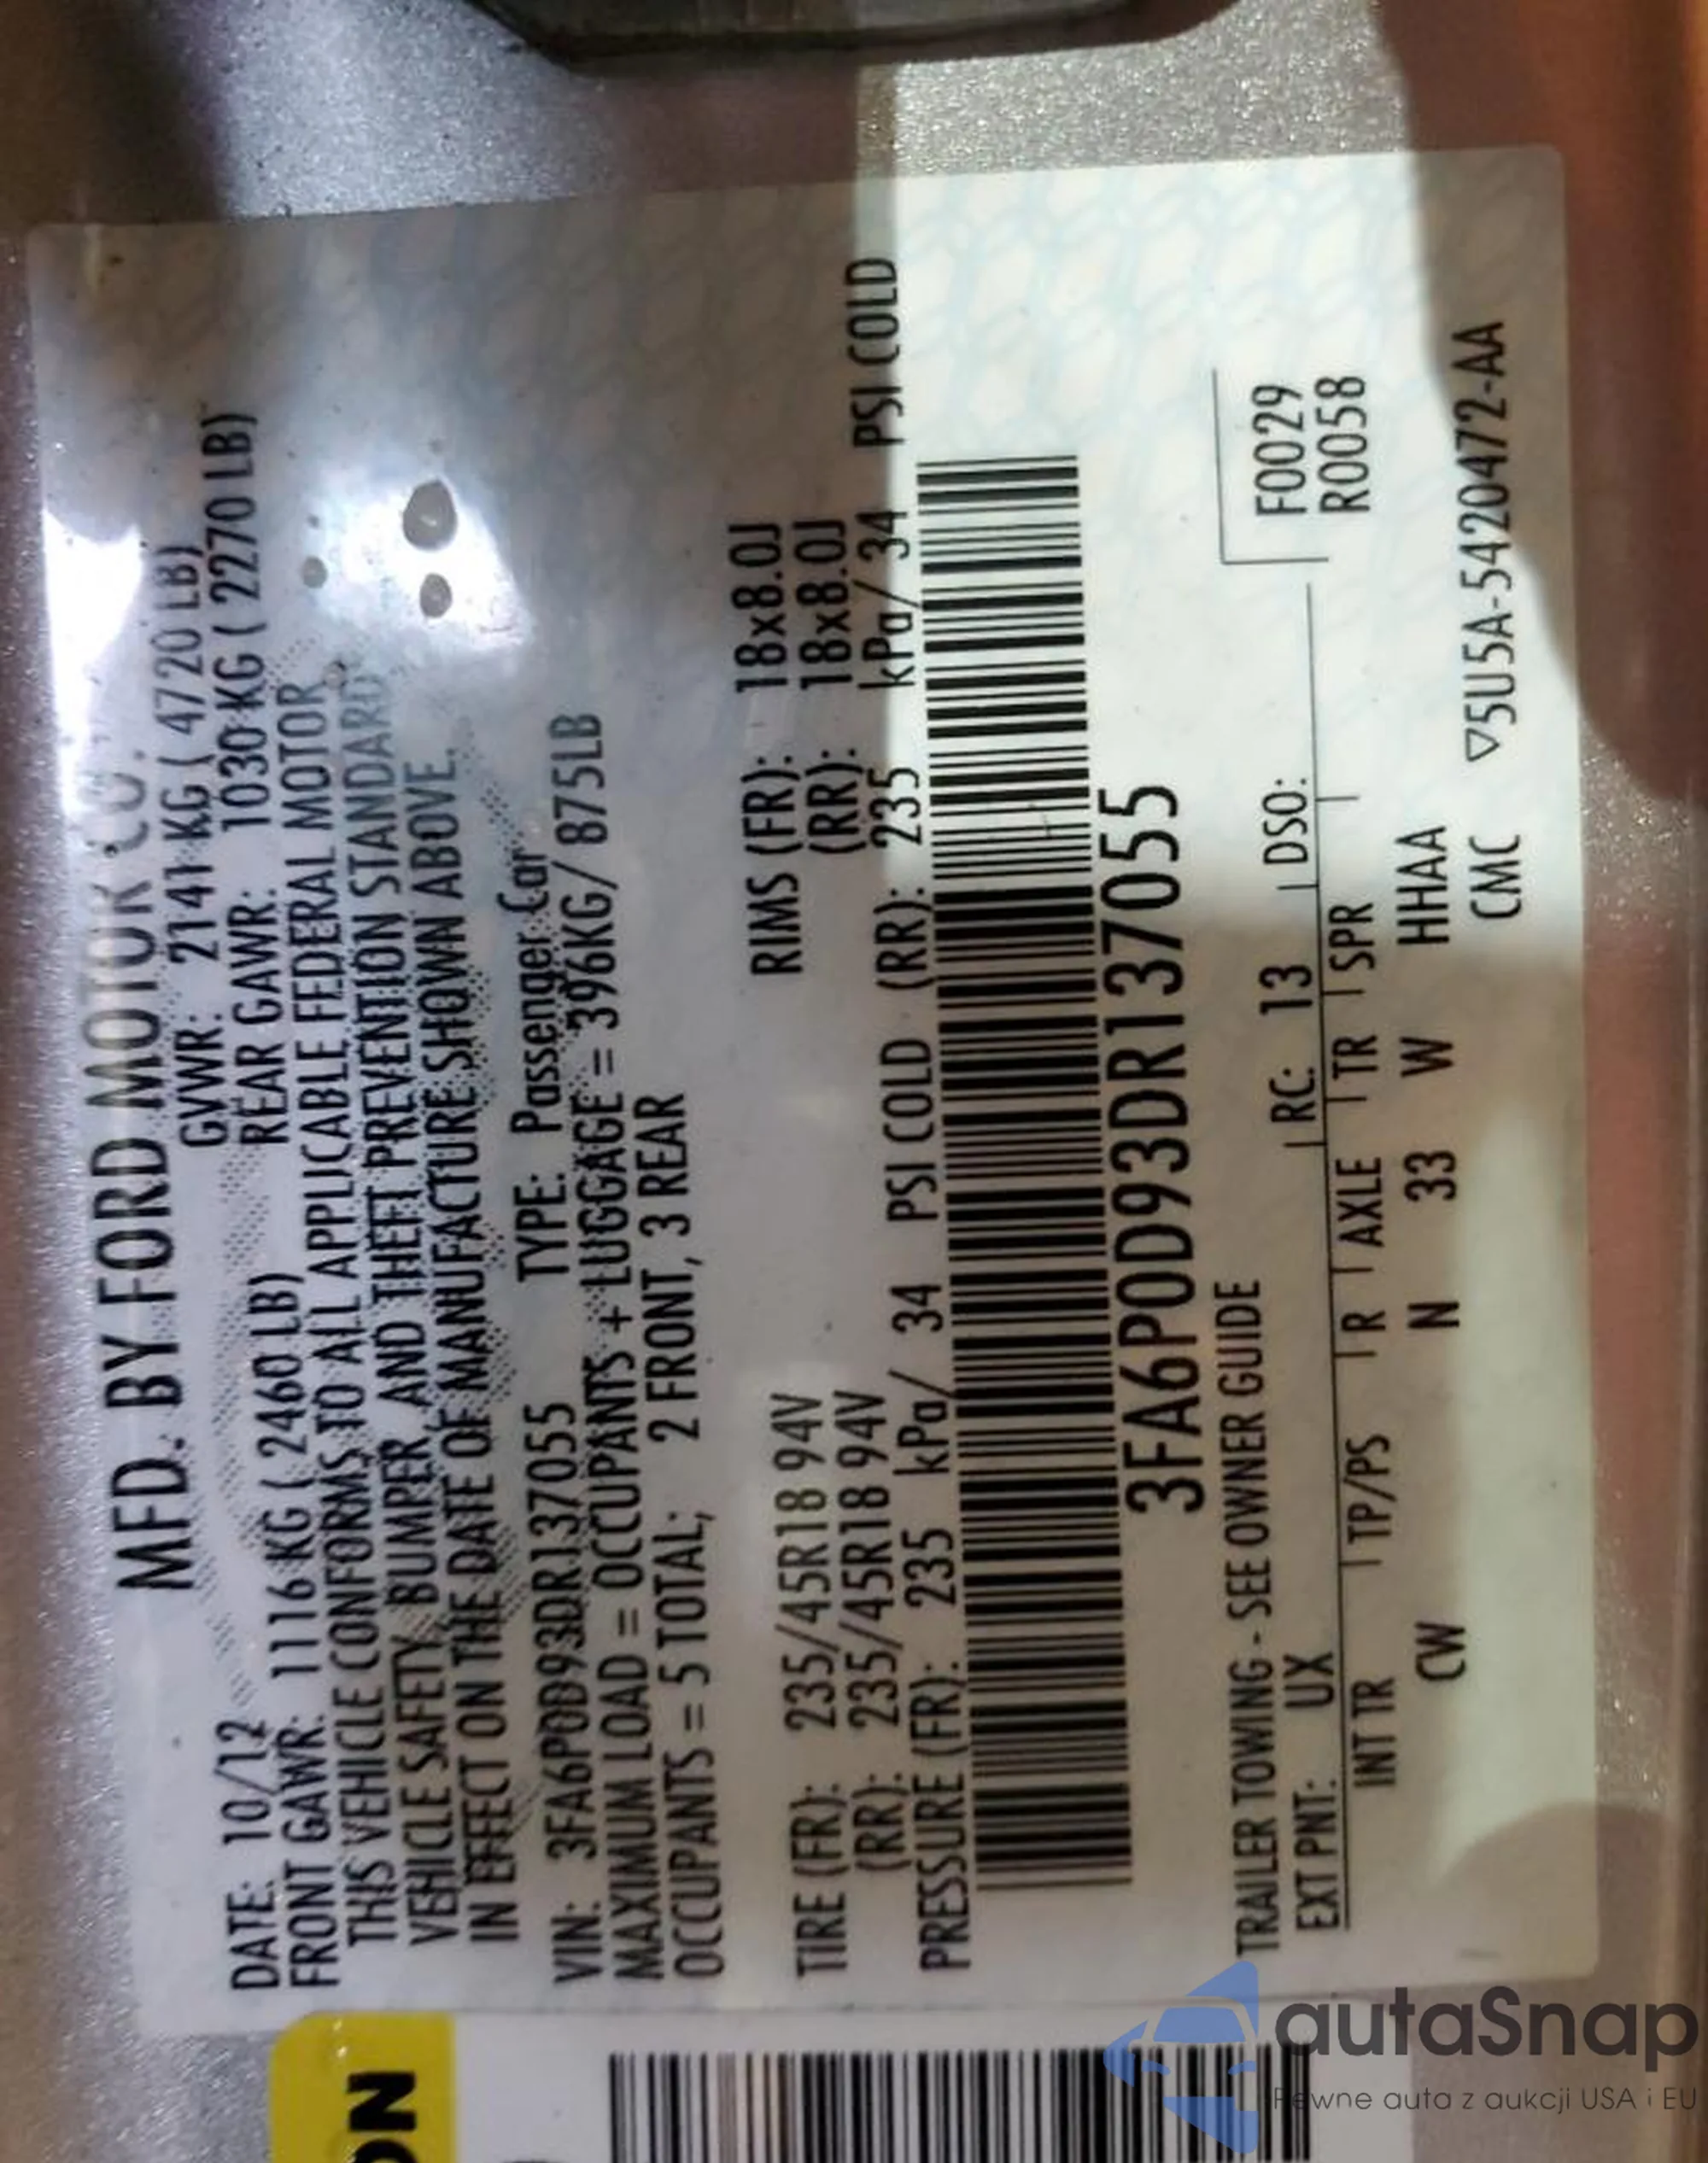 MFD. BY FORD MOTOR CO.
DATE: 10/12 GVWR: 2141 KG ( 4720 LB)
FRONT GAWR: 1116 KG ( 2460 LB) REAR GAWR: 1030 KG ( 2270 LB)
THIS VEHICLE CONFORMS TO ALL APPLICABLE FEDERAL MOTOR
VEHICLE SAFETY, BUMPER, AND THEFT PREVENTION STANDARDS
IN EFFECT ON THE DATE OF MANUFACTURE SHOWN ABOVE.
VIN: 3FA6P0D93DR137055 TYPE: Passenger Car
MAXIMUM LOAD = OCCUPANTS + LUGGAGE = 396KG/ 875LB
OCCUPANTS = 5 TOTAL; 2 FRONT, 3 REAR
TIRE (FR): 235/45R18 94V RIMS (FR): 18x8.0J
(RR): 235/45R18 94V (RR): 18x8.0J
PRESSURE (FR): 235 kPa/ 34 PSI COLD (RR): 235 kPa/ 34 PSI COLD
3FA6P0D93DR137055
TRAILER TOWING - SEE OWNER GUIDE
F0029
EXT PNT: UX RC: 13 DSO:
R0058
INT TR TP/PS R AXLE TR SPR
CW N 33 W HHAA
CMC ▽5U5A-5420472-AA
ON
autaSnap
Pewne auta z aukcji USA i EU